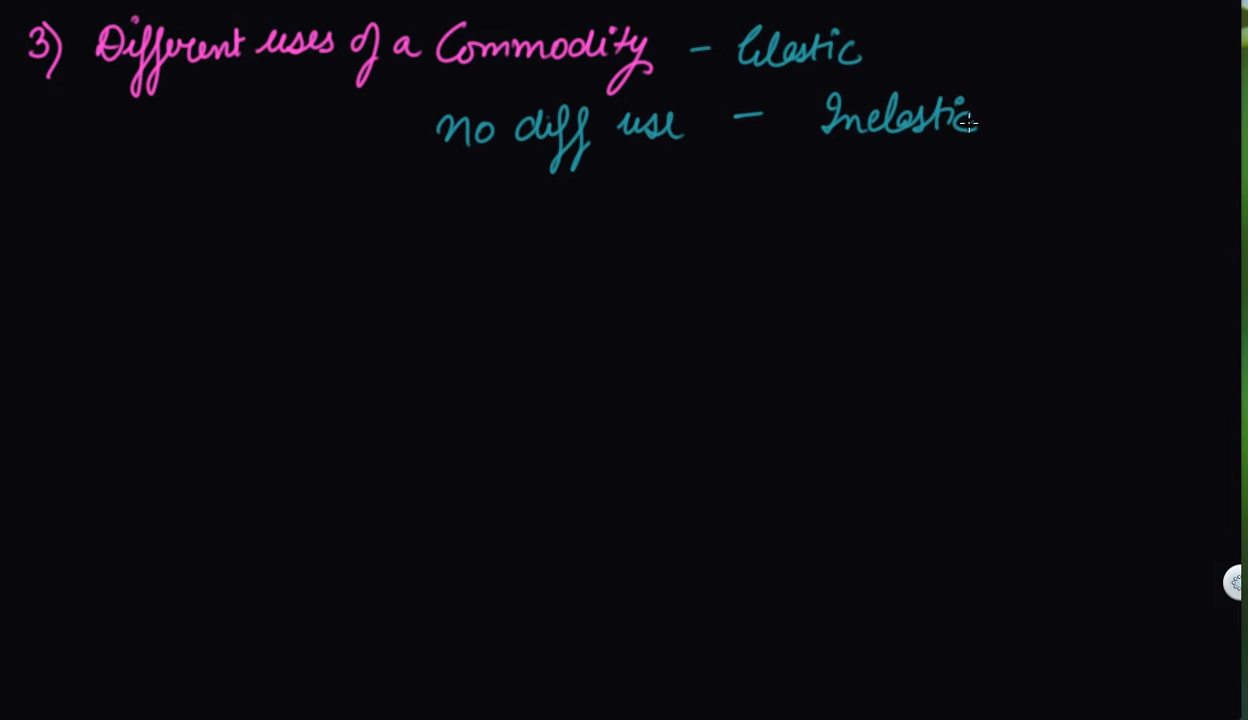 3) Different uses of a Commodity - Elastic
no diff use - Inelastic